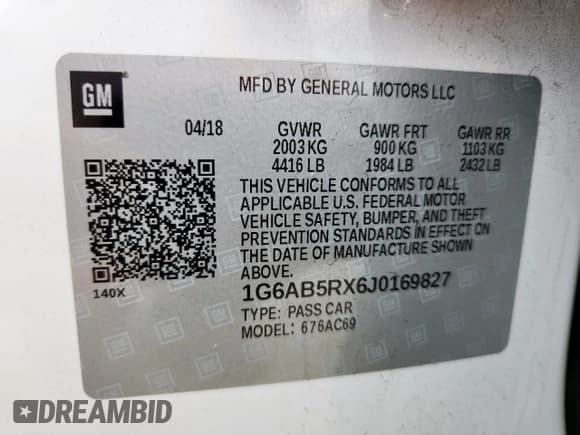 GM
MFD BY GENERAL MOTORS LLC
04/18 GVWR GAWR FRT GAWR RR
2003 KG 900 KG 1103 KG
4416 LB 1984 LB 2432 LB
THIS VEHICLE CONFORMS TO ALL
APPLICABLE U.S. FEDERAL MOTOR
VEHICLE SAFETY, BUMPER, AND THEFT
PREVENTION STANDARDS IN EFFECT ON
THE DATE OF MANUFACTURE SHOWN
ABOVE.
140X
1G6AB5RX6J0169827
TYPE: PASS CAR
MODEL: 676AC69
DREAMBID